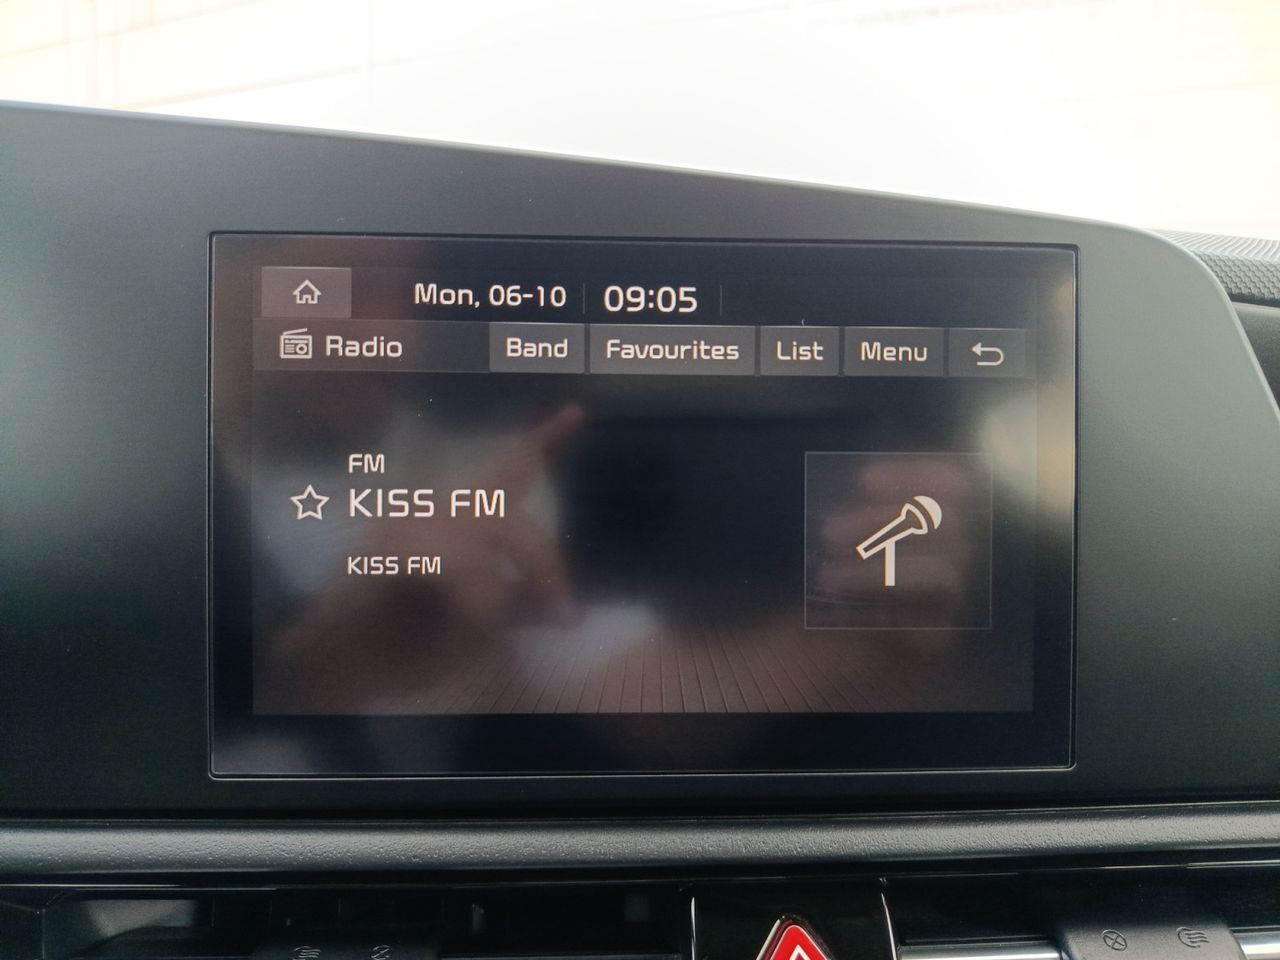 Mon, 06-10 09:05
Radio Band Favourites List Menu
FM
KISS FM
KISS FM